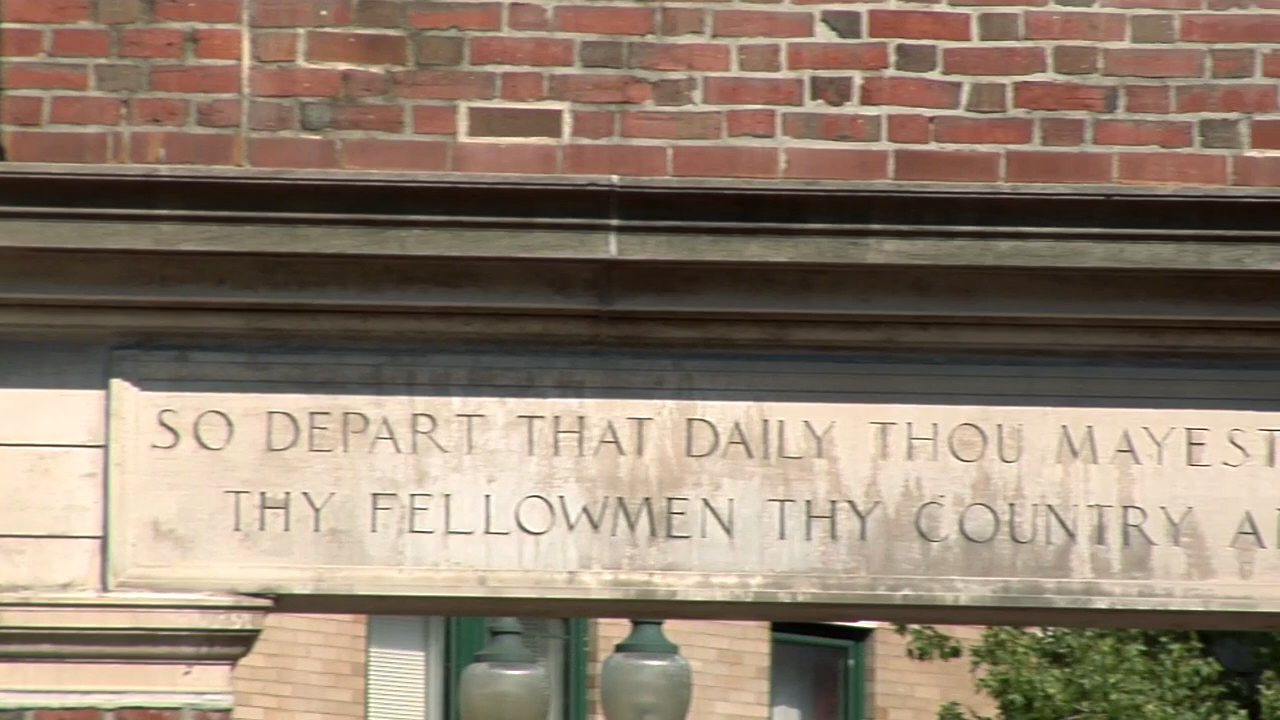 SO DEPART THAT DAILY THOU MAYEST
THY FELLOWMEN THY COUNTRY